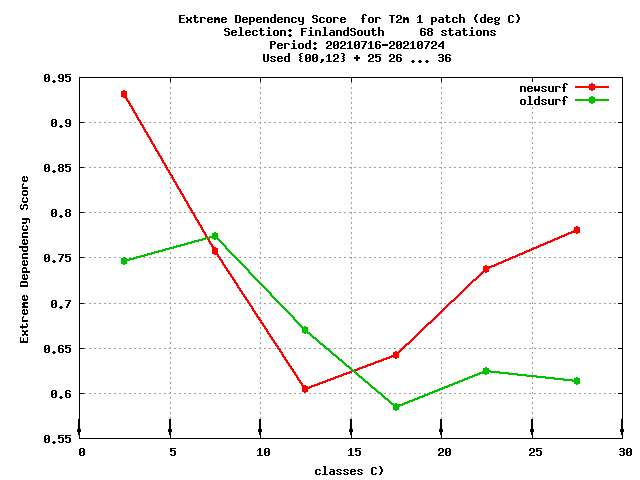 Extreme Dependency Score  for T2m 1 patch (deg C)
Selection: FinlandSouth     68 stations
Period: 20210716-20210724
Used {00,12} + 25 26 ... 36
newsurf
oldsurf
Extreme Dependency Score
0.95
0.9
0.85
0.8
0.75
0.7
0.65
0.6
0.55
0 5 10 15 20 25 30
classes C)